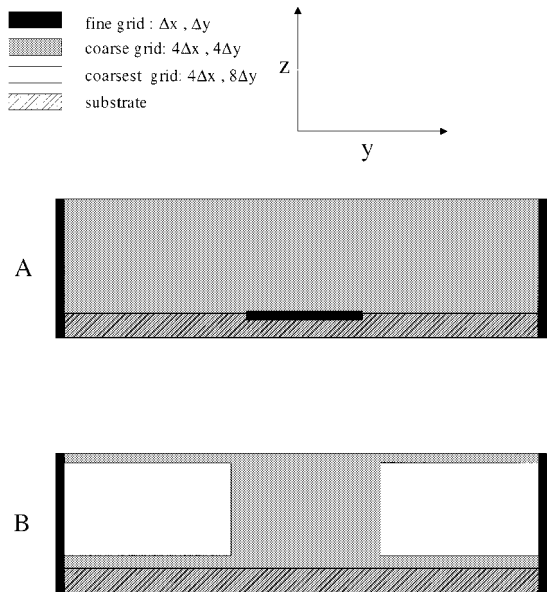 fine grid : Δx , Δy
coarse grid: 4Δx , 4Δy
coarsest grid: 4Δx , 8Δy
substrate
z
y
A
B